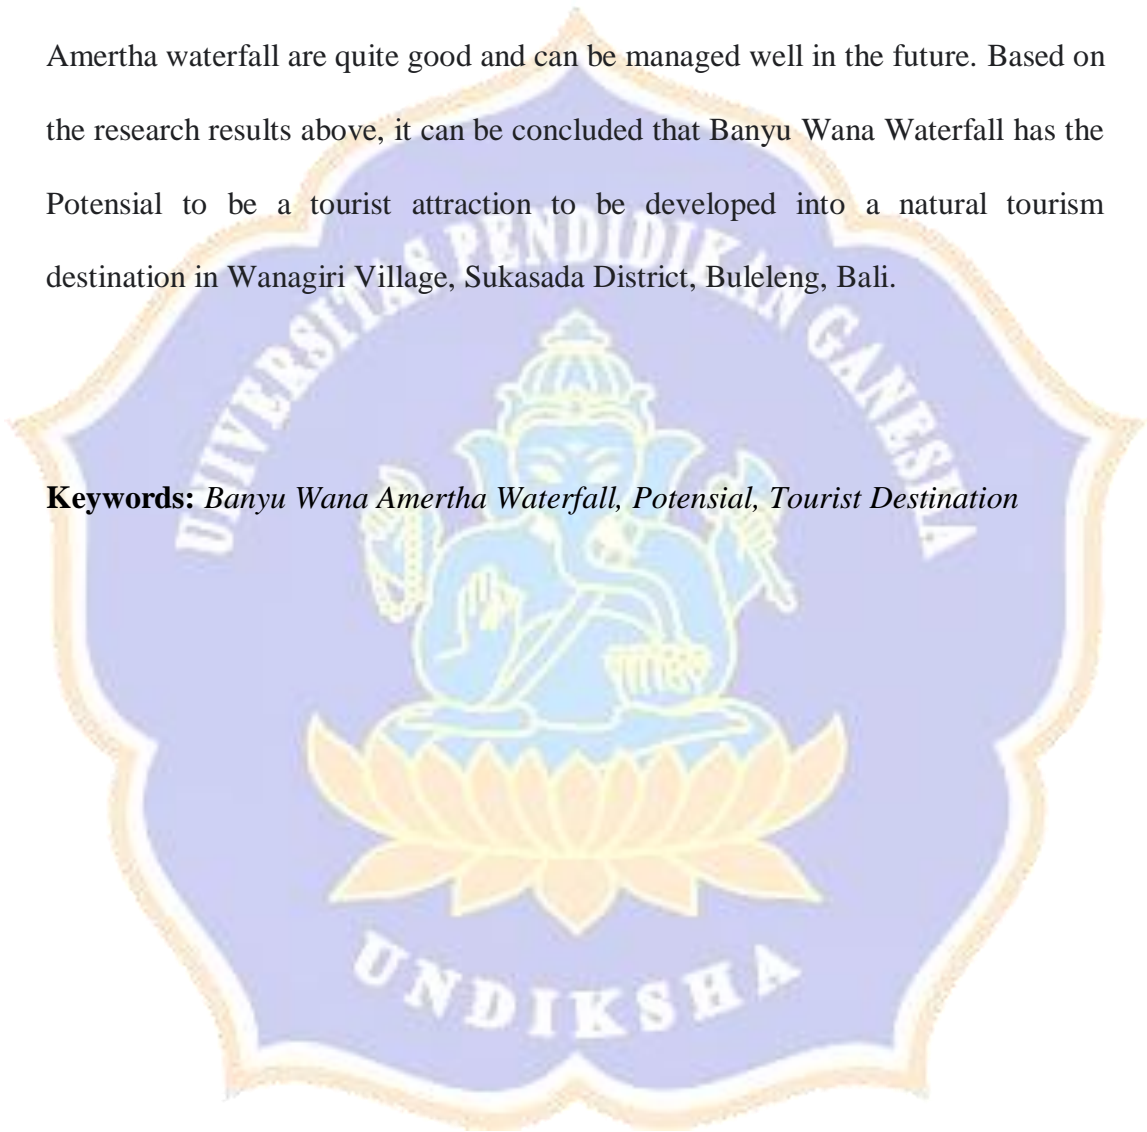 Amertha waterfall are quite good and can be managed well in the future. Based on
the research results above, it can be concluded that Banyu Wana Waterfall has the
Potensial to be a tourist attraction to be developed into a natural tourism
destination in Wanagiri Village, Sukasada District, Buleleng, Bali.
UNIVERSITAS PENDIDIKAN GANESHA
Keywords: Banyu Wana Amertha Waterfall, Potensial, Tourist Destination
UNDIKSHA